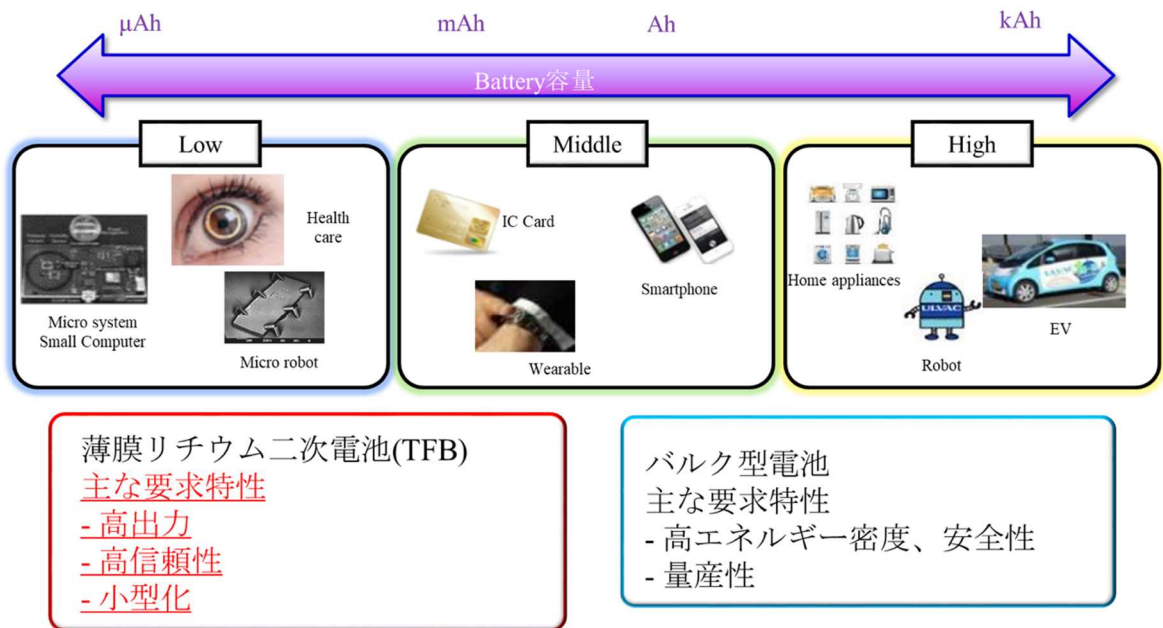 μAh
mAh
Ah
kAh
Battery容量
Low
Middle
High
Health
care
Micro system
Small Computer
Micro robot
IC Card
Smartphone
Wearable
Home appliances
ULVAC
Robot
EV
薄膜リチウム二次電池(TFB)
主な要求特性
- 高出力
- 高信頼性
- 小型化
バルク型電池
主な要求特性
- 高エネルギー密度、安全性
- 量産性